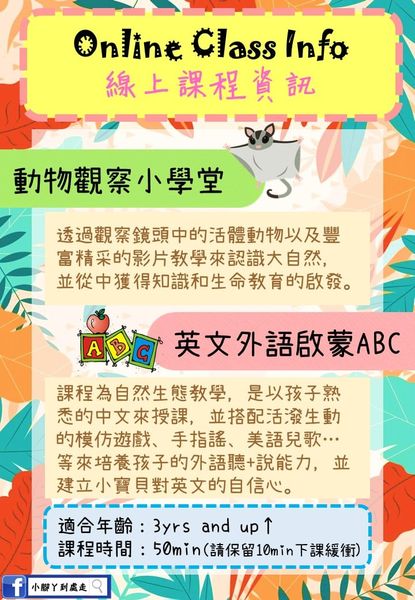 Online Class Info
線上課程資訊
動物觀察小學堂
透過觀察鏡頭中的活體動物以及豐
富精采的影片教學來認識大自然，
並從中獲得知識和生命教育的啟發。
ABC
英文外語啟蒙ABC
課程為自然生態教學，是以孩子熟
悉的中文來授課，並搭配活潑生動
的模仿遊戲、手指謠、美語兒歌…
等來培養孩子的外語聽+說能力，並
建立小寶貝對英文的自信心。
適合年齡：3yrs and up↑
課程時間：50min(請保留10min下課緩衝)
f 小腳丫到處走